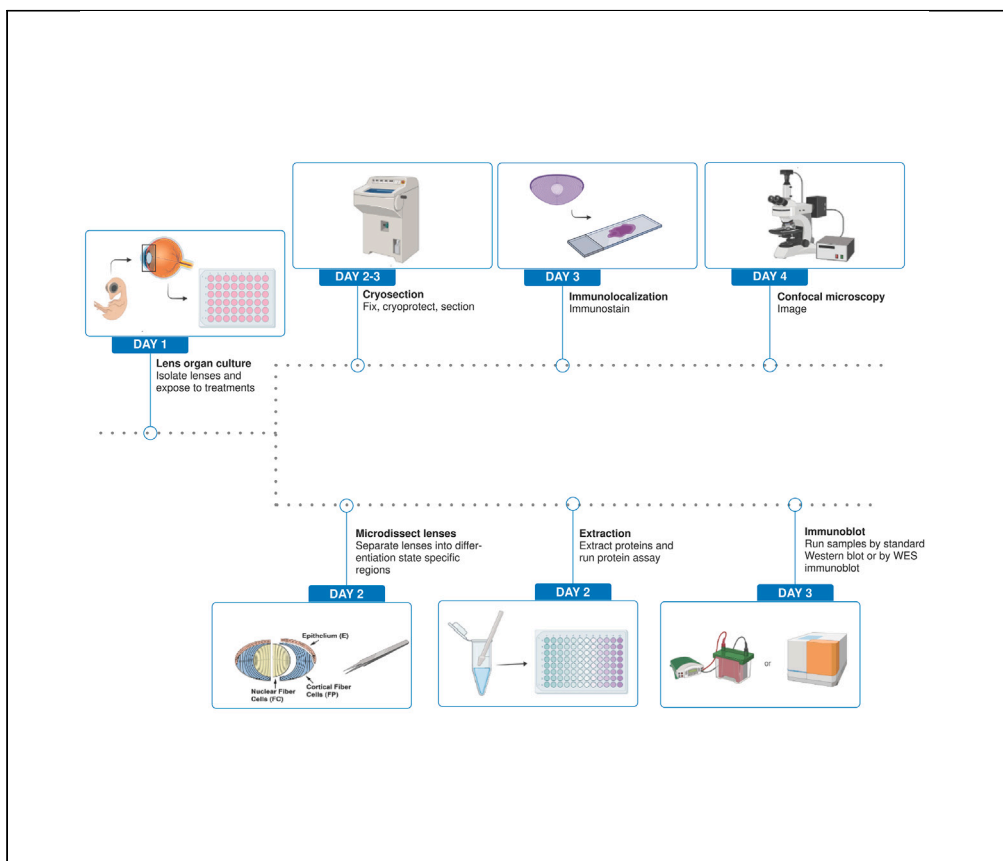 DAY 1
Lens organ culture
Isolate lenses and
expose to treatments
DAY 2-3
Cryosection
Fix, cryoprotect, section
DAY 3
Immunolocalization
Immunostain
DAY 4
Confocal microscopy
Image
Microdissect lenses
Separate lenses into differ-
entiation state specific
regions
DAY 2
Epithelium (E)
Cortical Fiber
Cells (FP)
Nuclear Fiber
Cells (FC)
Extraction
Extract proteins and
run protein assay
DAY 2
Immunoblot
Run samples by standard
Western blot or by WES
immunoblot
DAY 3
or